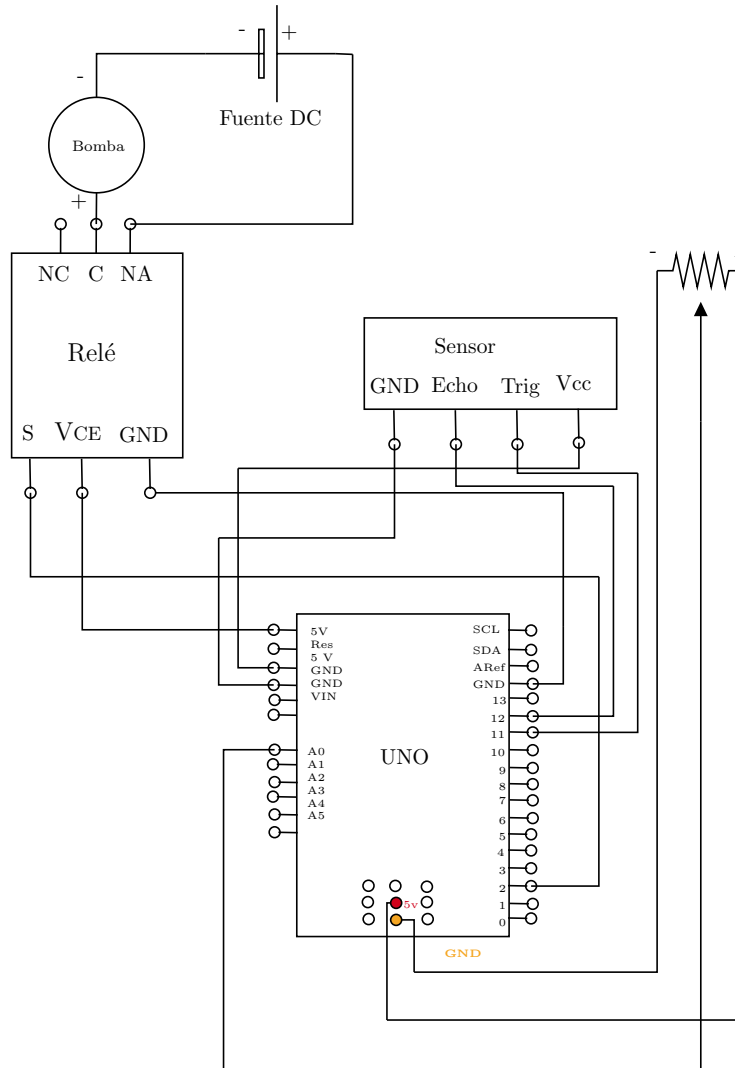 - +
Fuente DC
-
Bomba
+
NC C NA
Relé
S VCE GND
-
Sensor
GND Echo Trig Vcc
UNO
5V
Res
5 V
GND
GND
VIN
A0
A1
A2
A3
A4
A5
SCL
SDA
ARef
GND
13
12
11
10
9
8
7
6
5
4
3
2
1
0
5v
GND